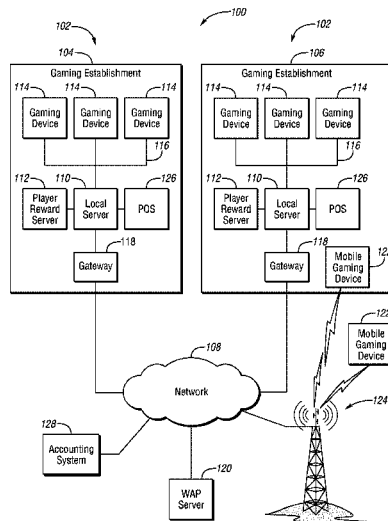 100
102
102
104
106
Gaming Establishment
Gaming Establishment
114
114
114
114
114
114
Gaming
Device
Gaming
Device
Gaming
Device
Gaming
Device
Gaming
Device
Gaming
Device
116
116
112
110
126
112
110
126
Player
Reward
Server
Local
Server
POS
Player
Reward
Server
Local
Server
POS
118
118
Gateway
Gateway
Mobile
Gaming
Device
Mobile
Gaming
Device
108
Network
124
128
Accounting
System
120
WAP
Server